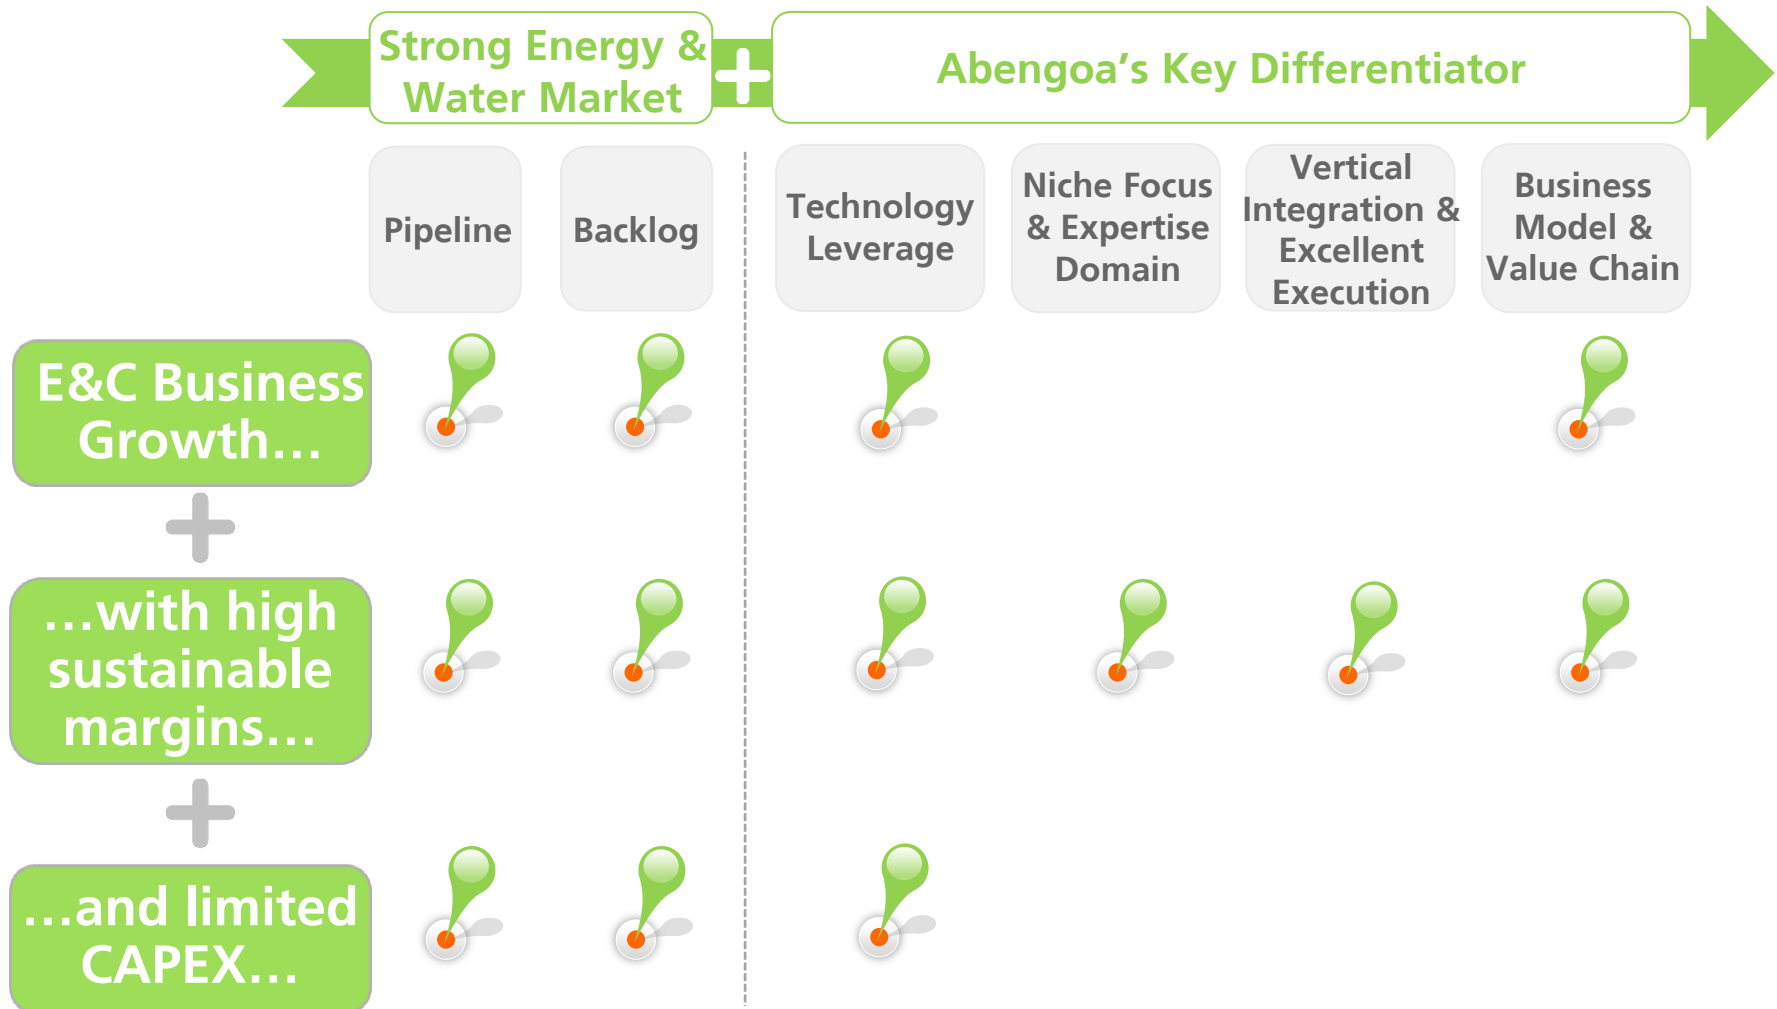 Strong Energy &
Water Market
Abengoa’s Key Differentiator
Pipeline
Backlog
Technology
Leverage
Niche Focus
& Expertise
Domain
Vertical
Integration &
Excellent
Execution
Business
Model &
Value Chain
E&C Business
Growth…
…with high
sustainable
margins…
…and limited
CAPEX…